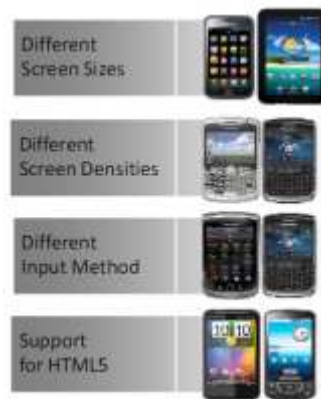 Different
Screen Sizes
Different
Screen Densities
Different
Input Method
Support
for HTML5